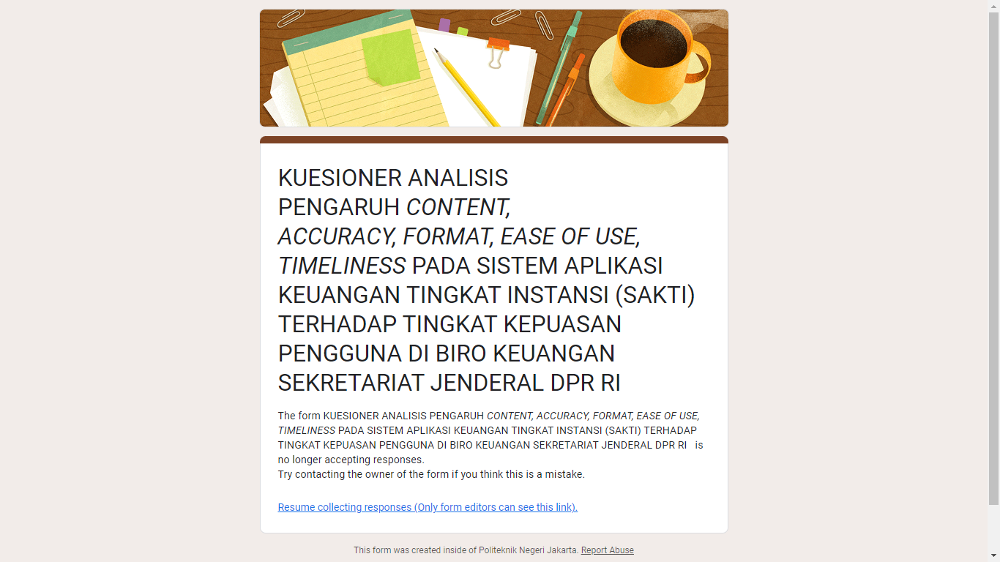 KUESIONER ANALISIS
PENGARUH CONTENT,
ACCURACY, FORMAT, EASE OF USE,
TIMELINESS PADA SISTEM APLIKASI
KEUANGAN TINGKAT INSTANSI (SAKTI)
TERHADAP TINGKAT KEPUASAN
PENGGUNA DI BIRO KEUANGAN
SEKRETARIAT JENDERAL DPR RI
The form KUESIONER ANALISIS PENGARUH CONTENT, ACCURACY, FORMAT, EASE OF USE,
TIMELINESS PADA SISTEM APLIKASI KEUANGAN TINGKAT INSTANSI (SAKTI) TERHADAP
TINGKAT KEPUASAN PENGGUNA DI BIRO KEUANGAN SEKRETARIAT JENDERAL DPR RI is
no longer accepting responses.
Try contacting the owner of the form if you think this is a mistake.
Resume collecting responses (Only form editors can see this link).
This form was created inside of Politeknik Negeri Jakarta. Report Abuse